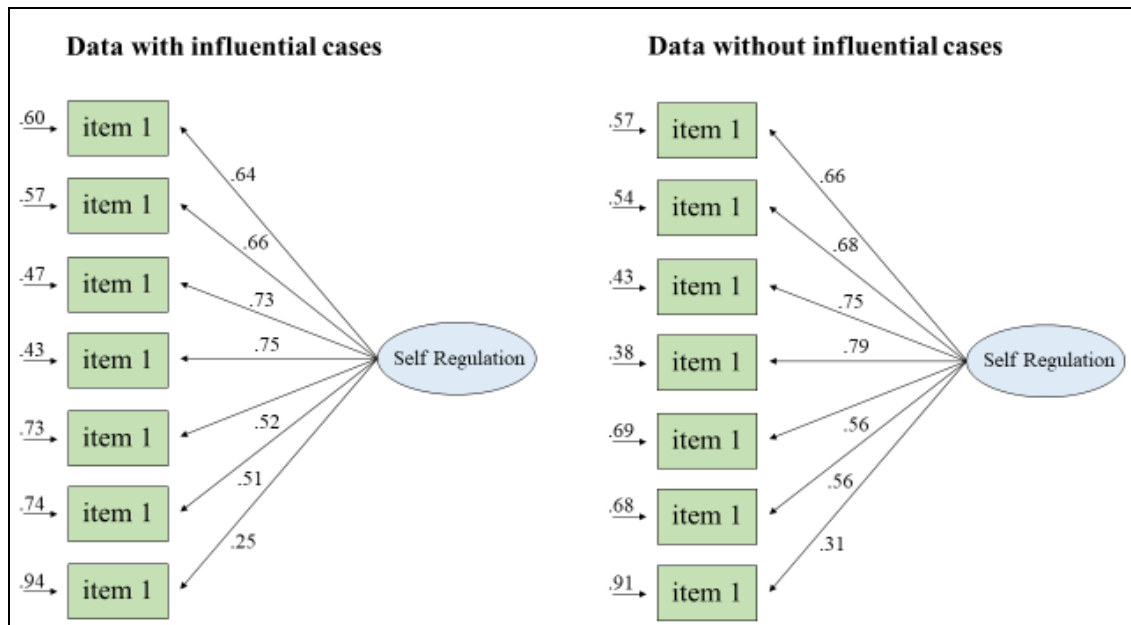 Data with influential cases
.60
item 1
.64
.57
item 1
.66
.47
item 1
.73
.43
item 1
.75
Self Regulation
.73
item 1
.52
.74
item 1
.51
.94
item 1
.25
Data without influential cases
.57
item 1
.66
.54
item 1
.68
.43
item 1
.75
.38
item 1
.79
Self Regulation
.69
item 1
.56
.68
item 1
.56
.91
item 1
.31